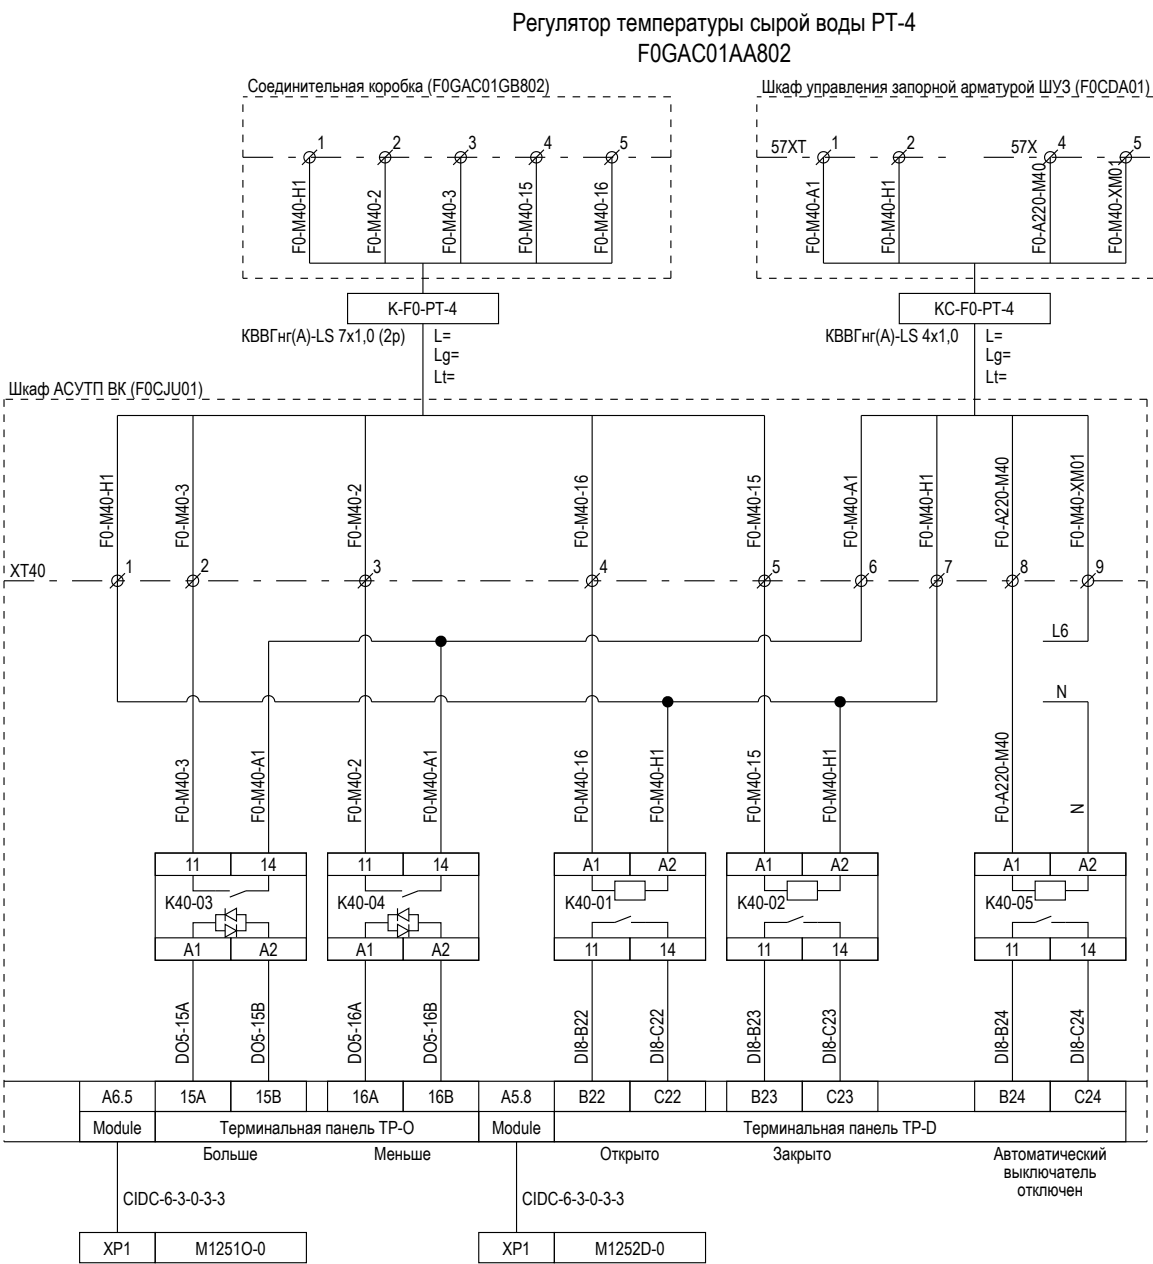 Регулятор температуры сырой воды РТ-4
F0GAC01AA802
Соединительная коробка (F0GAC01GB802)
Шкаф управления запорной арматурой ШУЗ (F0CDA01)
1 2 3 4 5
57XT 1 2 57X 4 5
F0-M40-H1 F0-M40-2 F0-M40-3 F0-M40-15 F0-M40-16
F0-M40-A1 F0-M40-H1 F0-A220-M40 F0-M40-XM01
K-F0-PT-4
KC-F0-PT-4
КВВГнг(А)-LS 7x1,0 (2р)
L=
Lg=
Lt=
КВВГнг(А)-LS 4x1,0
L=
Lg=
Lt=
Шкаф АСУТП ВК (F0CJU01)
F0-M40-H1 F0-M40-3 F0-M40-2 F0-M40-16 F0-M40-15 F0-M40-A1 F0-M40-H1 F0-A220-M40 F0-M40-XM01
XT40 1 2 3 4 5 6 7 8 9
L6
N
F0-M40-3 F0-M40-A1 F0-M40-2 F0-M40-A1 F0-M40-16 F0-M40-H1 F0-M40-15 F0-M40-H1 F0-A220-M40 N
11 14 11 14 A1 A2 A1 A2 A1 A2
K40-03 K40-04 K40-01 K40-02 K40-05
A1 A2 A1 A2 11 14 11 14 11 14
DO5-15A DO5-15B DO5-16A DO5-16B DI8-B22 DI8-C22 DI8-B23 DI8-C23 DI8-B24 DI8-C24
A6.5 15A 15B 16A 16B A5.8 B22 C22 B23 C23 B24 C24
Module Терминальная панель TP-O Module Терминальная панель TP-D
Больше Меньше Открыто Закрыто Автоматический
выключатель
отключен
CIDC-6-3-0-3-3 CIDC-6-3-0-3-3
XP1 M1251O-0 XP1 M1252D-0